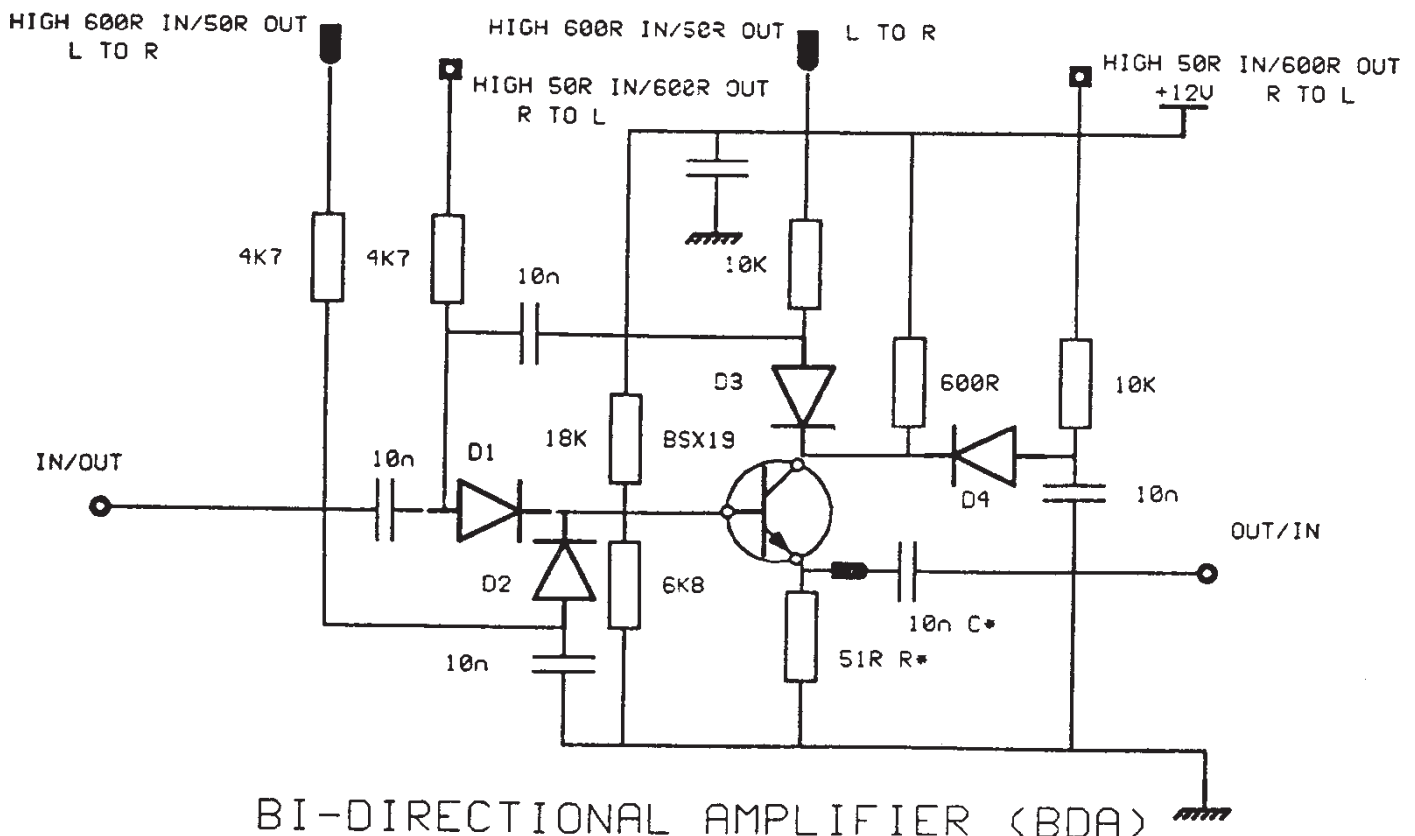 HIGH 600R IN/50R OUT
L TO R
HIGH 600R IN/50R OUT L TO R
HIGH 50R IN/600R OUT
R TO L
HIGH 50R IN/600R OUT
+12V R TO L
4K7
4K7
10n
10K
D3
600R
10K
18K
BSX19
IN/OUT
10n
D1
D4
10n
OUT/IN
D2
6K8
10n C*
10n
51R R*
BI-DIRECTIONAL AMPLIFIER (BDA)